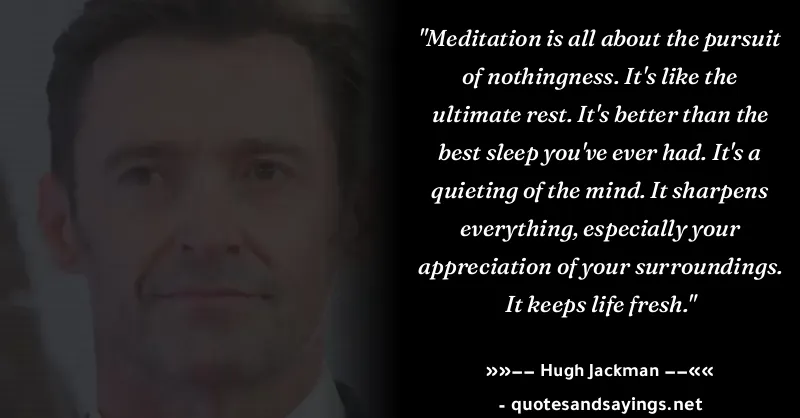 "Meditation is all about the pursuit
of nothingness. It's like the
ultimate rest. It's better than the
best sleep you've ever had. It's a
quieting of the mind. It sharpens
everything, especially your
appreciation of your surroundings.
It keeps life fresh."
»»−− Hugh Jackman −−««
- quotesandsayings.net